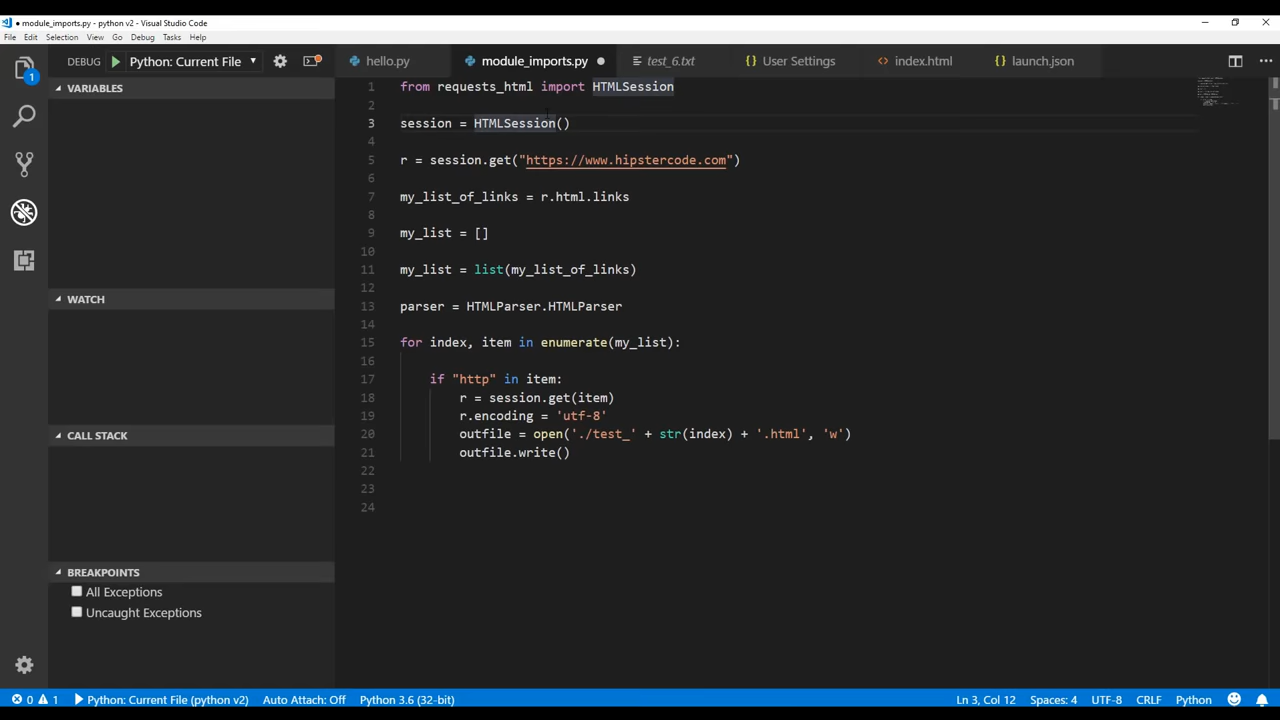 ● module_imports.py - python v2 - Visual Studio Code
File Edit Selection View Go Debug Tasks Help
DEBUG Python: Current File hello.py module_imports.py ● test_6.txt {} User Settings <> index.html {} launch.json
1
VARIABLES
WATCH
CALL STACK
BREAKPOINTS
All Exceptions
Uncaught Exceptions
1 from requests_html import HTMLSession
2
3 session = HTMLSession()
4
5 r = session.get("https://www.hipstercode.com")
6
7 my_list_of_links = r.html.links
8
9 my_list = []
10
11 my_list = list(my_list_of_links)
12
13 parser = HTMLParser.HTMLParser
14
15 for index, item in enumerate(my_list):
16
17 if "http" in item:
18 r = session.get(item)
19 r.encoding = 'utf-8'
20 outfile = open('./test_' + str(index) + '.html', 'w')
21 outfile.write()
22
23
24
0 1 Python: Current File (python v2) Auto Attach: Off Python 3.6 (32-bit) Ln 3, Col 12 Spaces: 4 UTF-8 CRLF Python